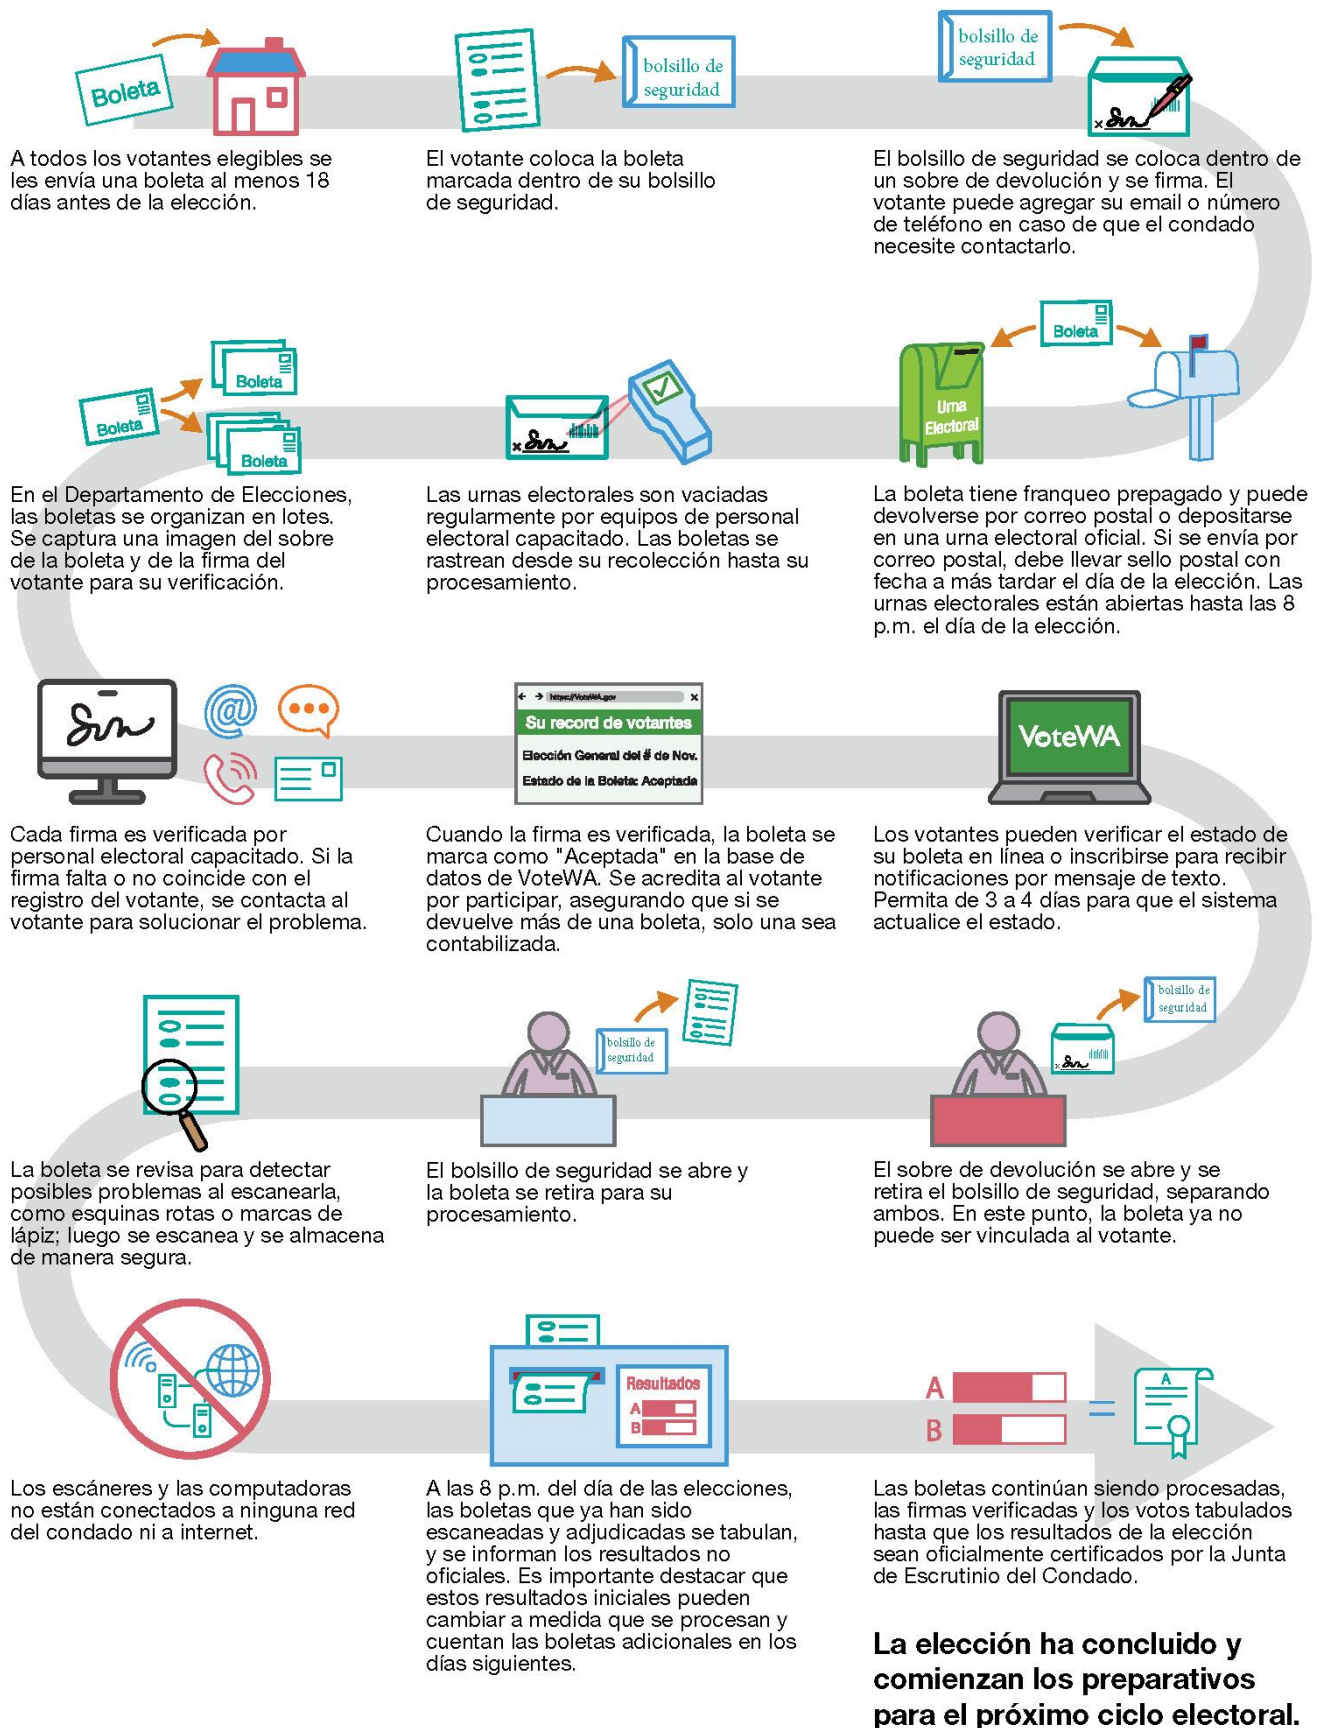 Boleta
A todos los votantes elegibles se
les envía una boleta al menos 18
días antes de la elección.
bolsillo de
seguridad
El votante coloca la boleta
marcada dentro de su bolsillo
de seguridad.
bolsillo de
seguridad
x
El bolsillo de seguridad se coloca dentro de
un sobre de devolución y se firma. El
votante puede agregar su email o número
de teléfono en caso de que el condado
necesite contactarlo.
Boleta
Urna
Electoral
La boleta tiene franqueo prepagado y puede
devolverse por correo postal o depositarse
en una urna electoral oficial. Si se envía por
correo postal, debe llevar sello postal con
fecha a más tardar el día de la elección. Las
urnas electorales están abiertas hasta las 8
p.m. el día de la elección.
x
Las urnas electorales son vaciadas
regularmente por equipos de personal
electoral capacitado. Las boletas se
rastrean desde su recolección hasta su
procesamiento.
Boleta
Boleta
Boleta
En el Departamento de Elecciones,
las boletas se organizan en lotes.
Se captura una imagen del sobre
de la boleta y de la firma del
votante para su verificación.
@
Cada firma es verificada por
personal electoral capacitado. Si la
firma falta o no coincide con el
registro del votante, se contacta al
votante para solucionar el problema.
https://VoteWA.gov
Su record de votantes
Elección General del # de Nov.
Estado de la Boleta: Aceptada
Cuando la firma es verificada, la boleta se
marca como "Aceptada" en la base de
datos de VoteWA. Se acredita al votante
por participar, asegurando que si se
devuelve más de una boleta, solo una sea
contabilizada.
VoteWA
Los votantes pueden verificar el estado de
su boleta en línea o inscribirse para recibir
notificaciones por mensaje de texto.
Permita de 3 a 4 días para que el sistema
actualice el estado.
bolsillo de
seguridad
x
El sobre de devolución se abre y se
retira el bolsillo de seguridad, separando
ambos. En este punto, la boleta ya no
puede ser vinculada al votante.
bolsillo de
seguridad
El bolsillo de seguridad se abre y
la boleta se retira para su
procesamiento.
La boleta se revisa para detectar
posibles problemas al escanearla,
como esquinas rotas o marcas de
lápiz; luego se escanea y se almacena
de manera segura.
Los escáneres y las computadoras
no están conectados a ninguna red
del condado ni a internet.
Resultados
A
B
A las 8 p.m. del día de las elecciones,
las boletas que ya han sido
escaneadas y adjudicadas se tabulan,
y se informan los resultados no
oficiales. Es importante destacar que
estos resultados iniciales pueden
cambiar a medida que se procesan y
cuentan las boletas adicionales en los
días siguientes.
A
B
=
A
Las boletas continúan siendo procesadas,
las firmas verificadas y los votos tabulados
hasta que los resultados de la elección
sean oficialmente certificados por la Junta
de Escrutinio del Condado.
La elección ha concluido y
comienzan los preparativos
para el próximo ciclo electoral.